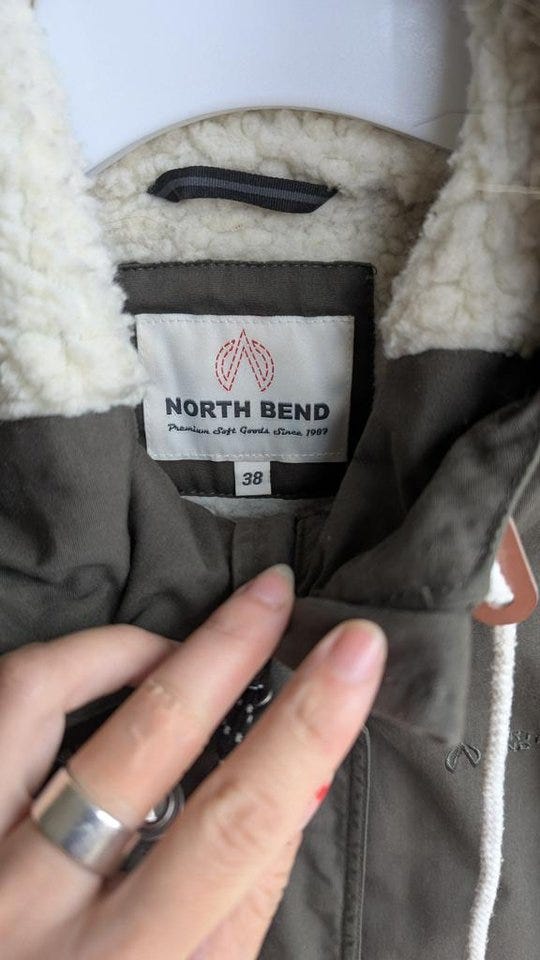 NORTH BEND
Premium Soft Goods Since 1987
38